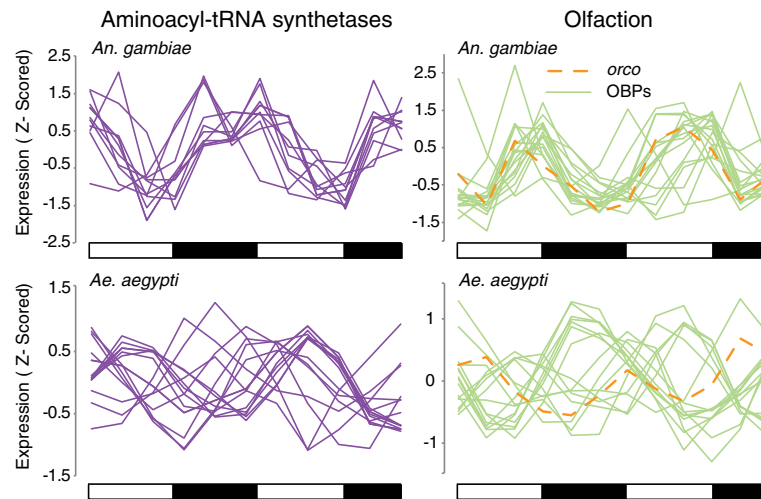 Aminoacyl-tRNA synthetases
Olfaction
An. gambiae
An. gambiae
Expression ( Z- Scored)
2.5
1.5
0.5
-0.5
-1.5
-2.5
2.5
1.5
0.5
-0.5
-1.5
orco
OBPs
Ae. aegypti
Ae. aegypti
Expression ( Z- Scored)
1.5
0.5
-0.5
-1.5
1
0
-1